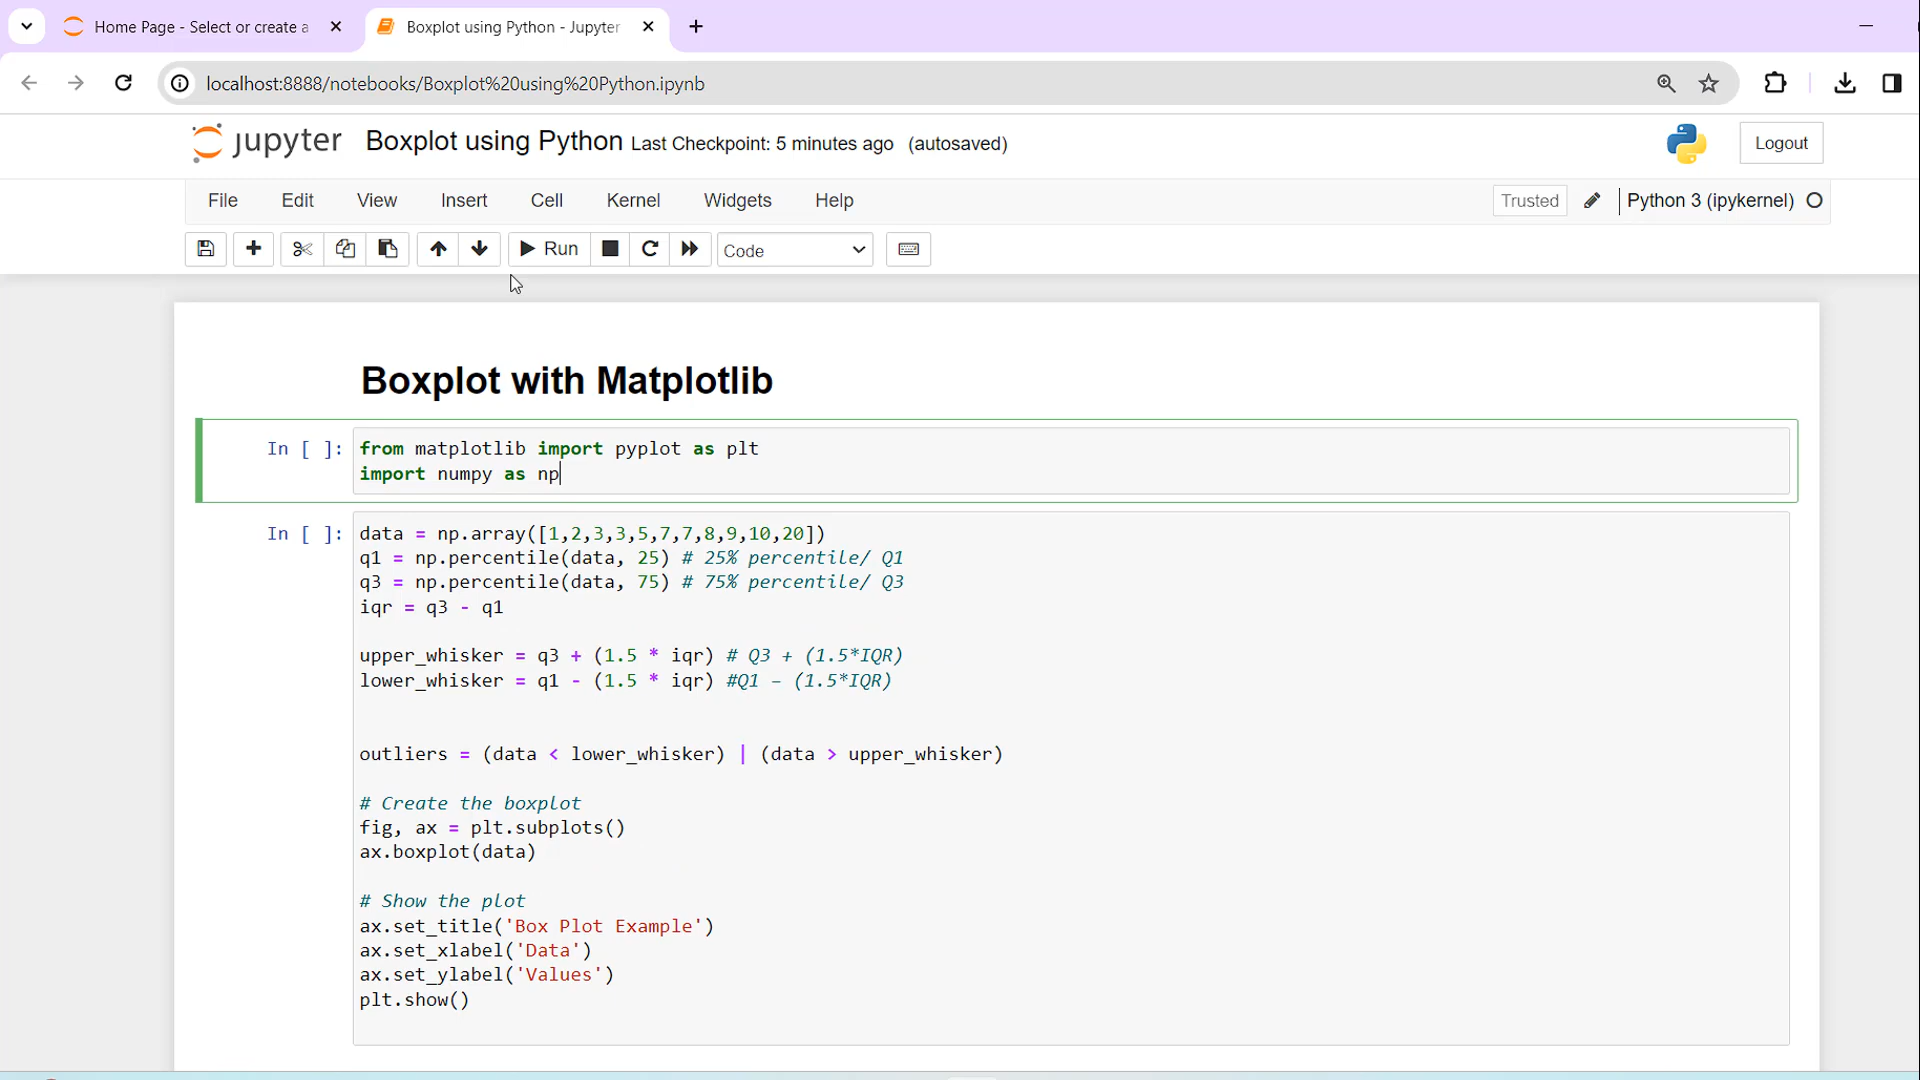 Home Page - Select or create a
Boxplot using Python - Jupyter
localhost:8888/notebooks/Boxplot%20using%20Python.ipynb
jupyter Boxplot using Python Last Checkpoint: 5 minutes ago (autosaved)
Logout
File Edit View Insert Cell Kernel Widgets Help
Trusted Python 3 (ipykernel)
Run Code
Boxplot with Matplotlib
In [ ]: from matplotlib import pyplot as plt
import numpy as np
In [ ]: data = np.array([1,2,3,3,5,7,7,8,9,10,20])
q1 = np.percentile(data, 25) # 25% percentile/ Q1
q3 = np.percentile(data, 75) # 75% percentile/ Q3
iqr = q3 - q1
upper_whisker = q3 + (1.5 * iqr) # Q3 + (1.5*IQR)
lower_whisker = q1 - (1.5 * iqr) #Q1 – (1.5*IQR)
outliers = (data < lower_whisker) | (data > upper_whisker)
# Create the boxplot
fig, ax = plt.subplots()
ax.boxplot(data)
# Show the plot
ax.set_title('Box Plot Example')
ax.set_xlabel('Data')
ax.set_ylabel('Values')
plt.show()